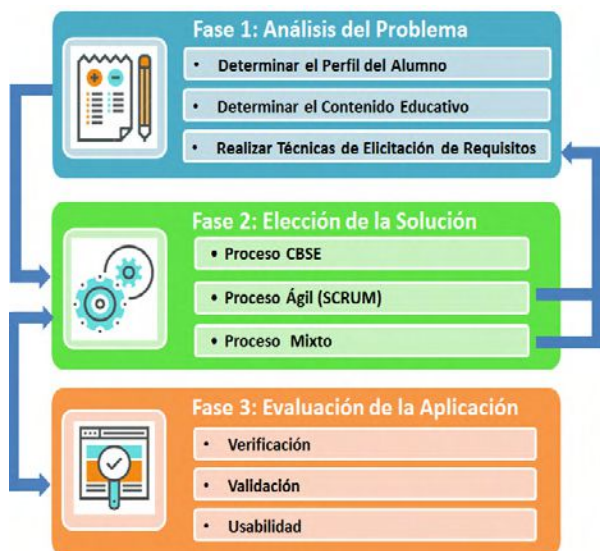 Fase 1: Análisis del Problema
• Determinar el Perfil del Alumno
• Determinar el Contenido Educativo
• Realizar Técnicas de Elicitación de Requisitos
Fase 2: Elección de la Solución
• Proceso CBSE
• Proceso Ágil (SCRUM)
• Proceso Mixto
Fase 3: Evaluación de la Aplicación
• Verificación
• Validación
• Usabilidad